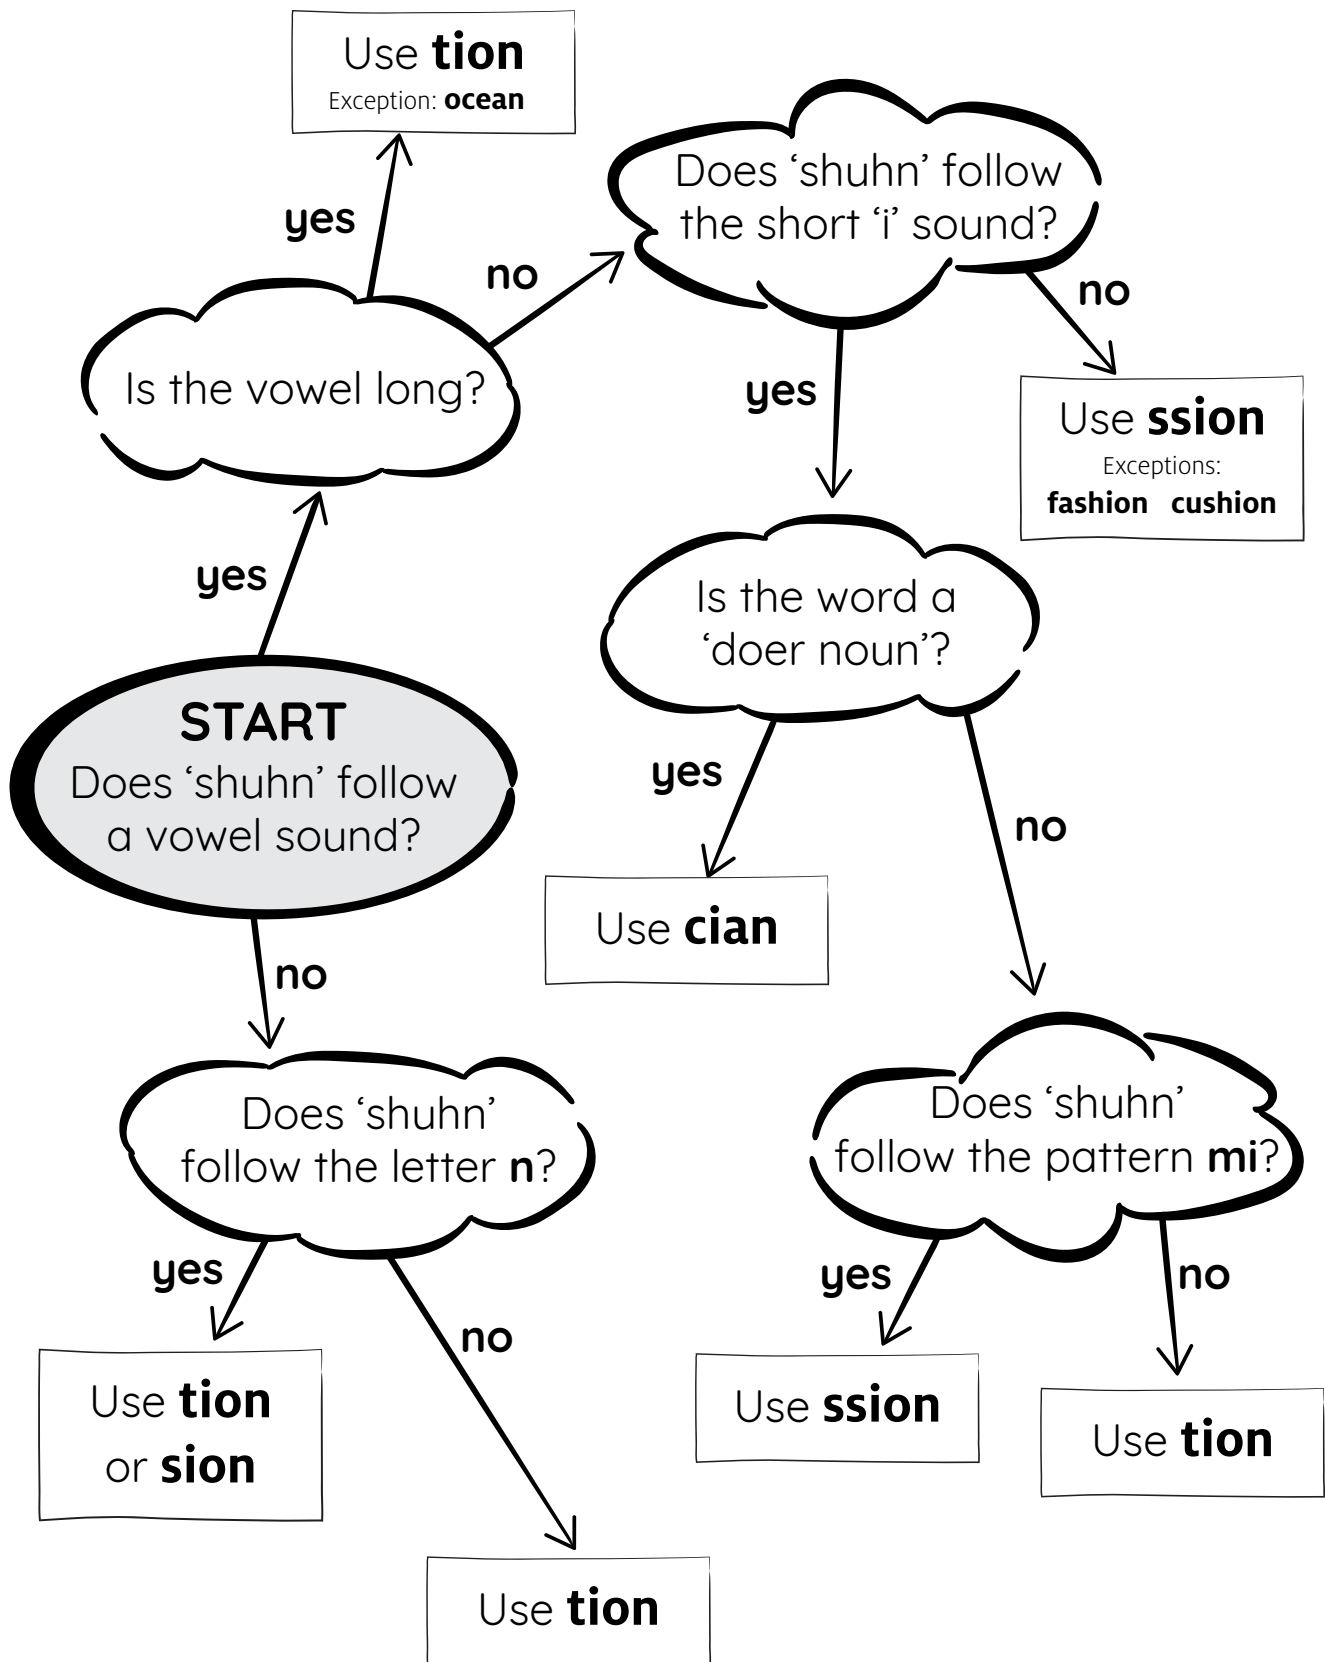 Use tion
Exception: ocean
Does ‘shuhn’ follow
the short ‘i’ sound?
yes
no
no
Is the vowel long?
yes
Use ssion
Exceptions:
fashion cushion
yes
Is the word a
‘doer noun’?
START
Does ‘shuhn’ follow
a vowel sound?
yes
no
Use cian
no
Does ‘shuhn’
follow the letter n?
Does ‘shuhn’
follow the pattern mi?
yes
no
yes
no
Use tion
or sion
Use ssion
Use tion
Use tion